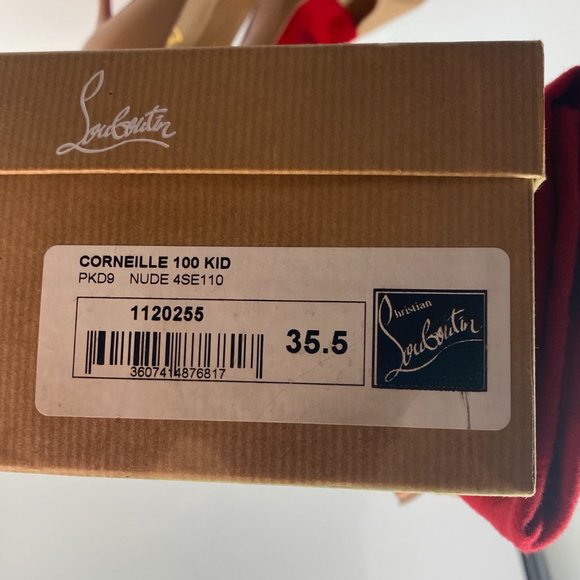 Louboutin
CORNEILLE 100 KID
PKD9 NUDE 4SE110
1120255
35.5
3607414876817
Christian
Louboutin